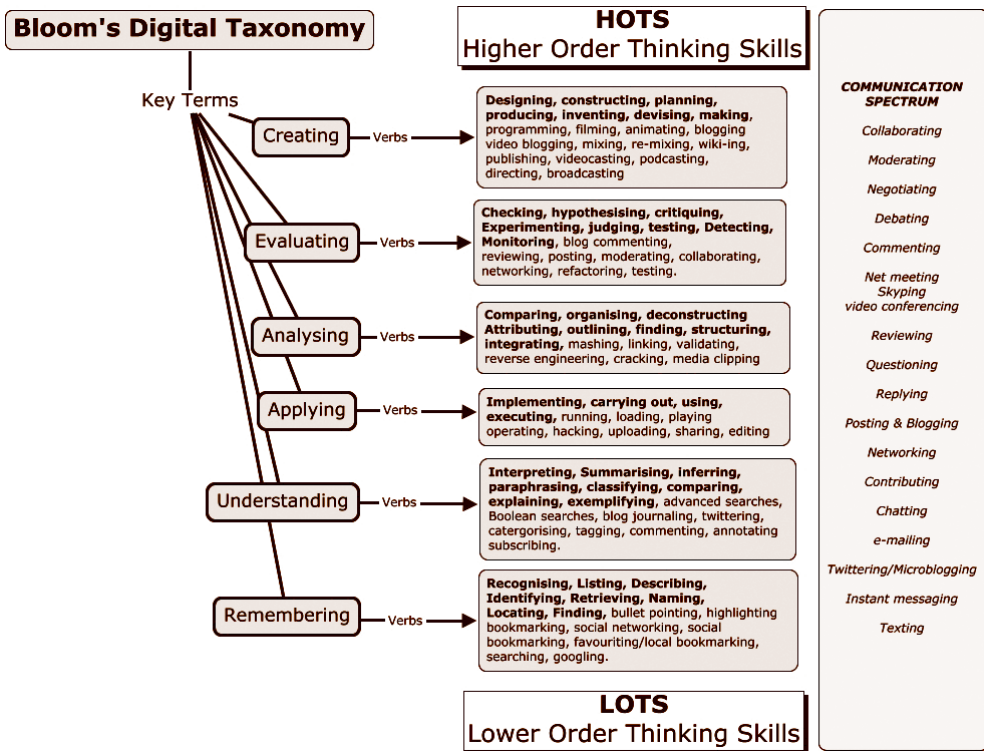 Bloom's Digital Taxonomy
HOTS
Higher Order Thinking Skills
Key Terms
Creating
Verbs
Designing, constructing, planning,
producing, inventing, devising, making,
programming, filming, animating, blogging
video blogging, mixing, re-mixing, wiki-ing,
publishing, videocasting, podcasting,
directing, broadcasting
Evaluating
Verbs
Checking, hypothesising, critiquing,
Experimenting, judging, testing, Detecting,
Monitoring, blog commenting,
reviewing, posting, moderating, collaborating,
networking, refactoring, testing.
Analysing
Verbs
Comparing, organising, deconstructing
Attributing, outlining, finding, structuring,
integrating, mashing, linking, validating,
reverse engineering, cracking, media clipping
Applying
Verbs
Implementing, carrying out, using,
executing, running, loading, playing
operating, hacking, uploading, sharing, editing
Understanding
Verbs
Interpreting, Summarising, inferring,
paraphrasing, classifying, comparing,
explaining, exemplifying, advanced searches,
Boolean searches, blog journaling, twittering,
catergorising, tagging, commenting, annotating
subscribing.
Remembering
Verbs
Recognising, Listing, Describing,
Identifying, Retrieving, Naming,
Locating, Finding, bullet pointing, highlighting
bookmarking, social networking, social
bookmarking, favouriting/local bookmarking,
searching, googling.
LOTS
Lower Order Thinking Skills
COMMUNICATION
SPECTRUM
Collaborating
Moderating
Negotiating
Debating
Commenting
Net meeting
Skyping
video conferencing
Reviewing
Questioning
Replying
Posting & Blogging
Networking
Contributing
Chatting
e-mailing
Twittering/Microblogging
Instant messaging
Texting